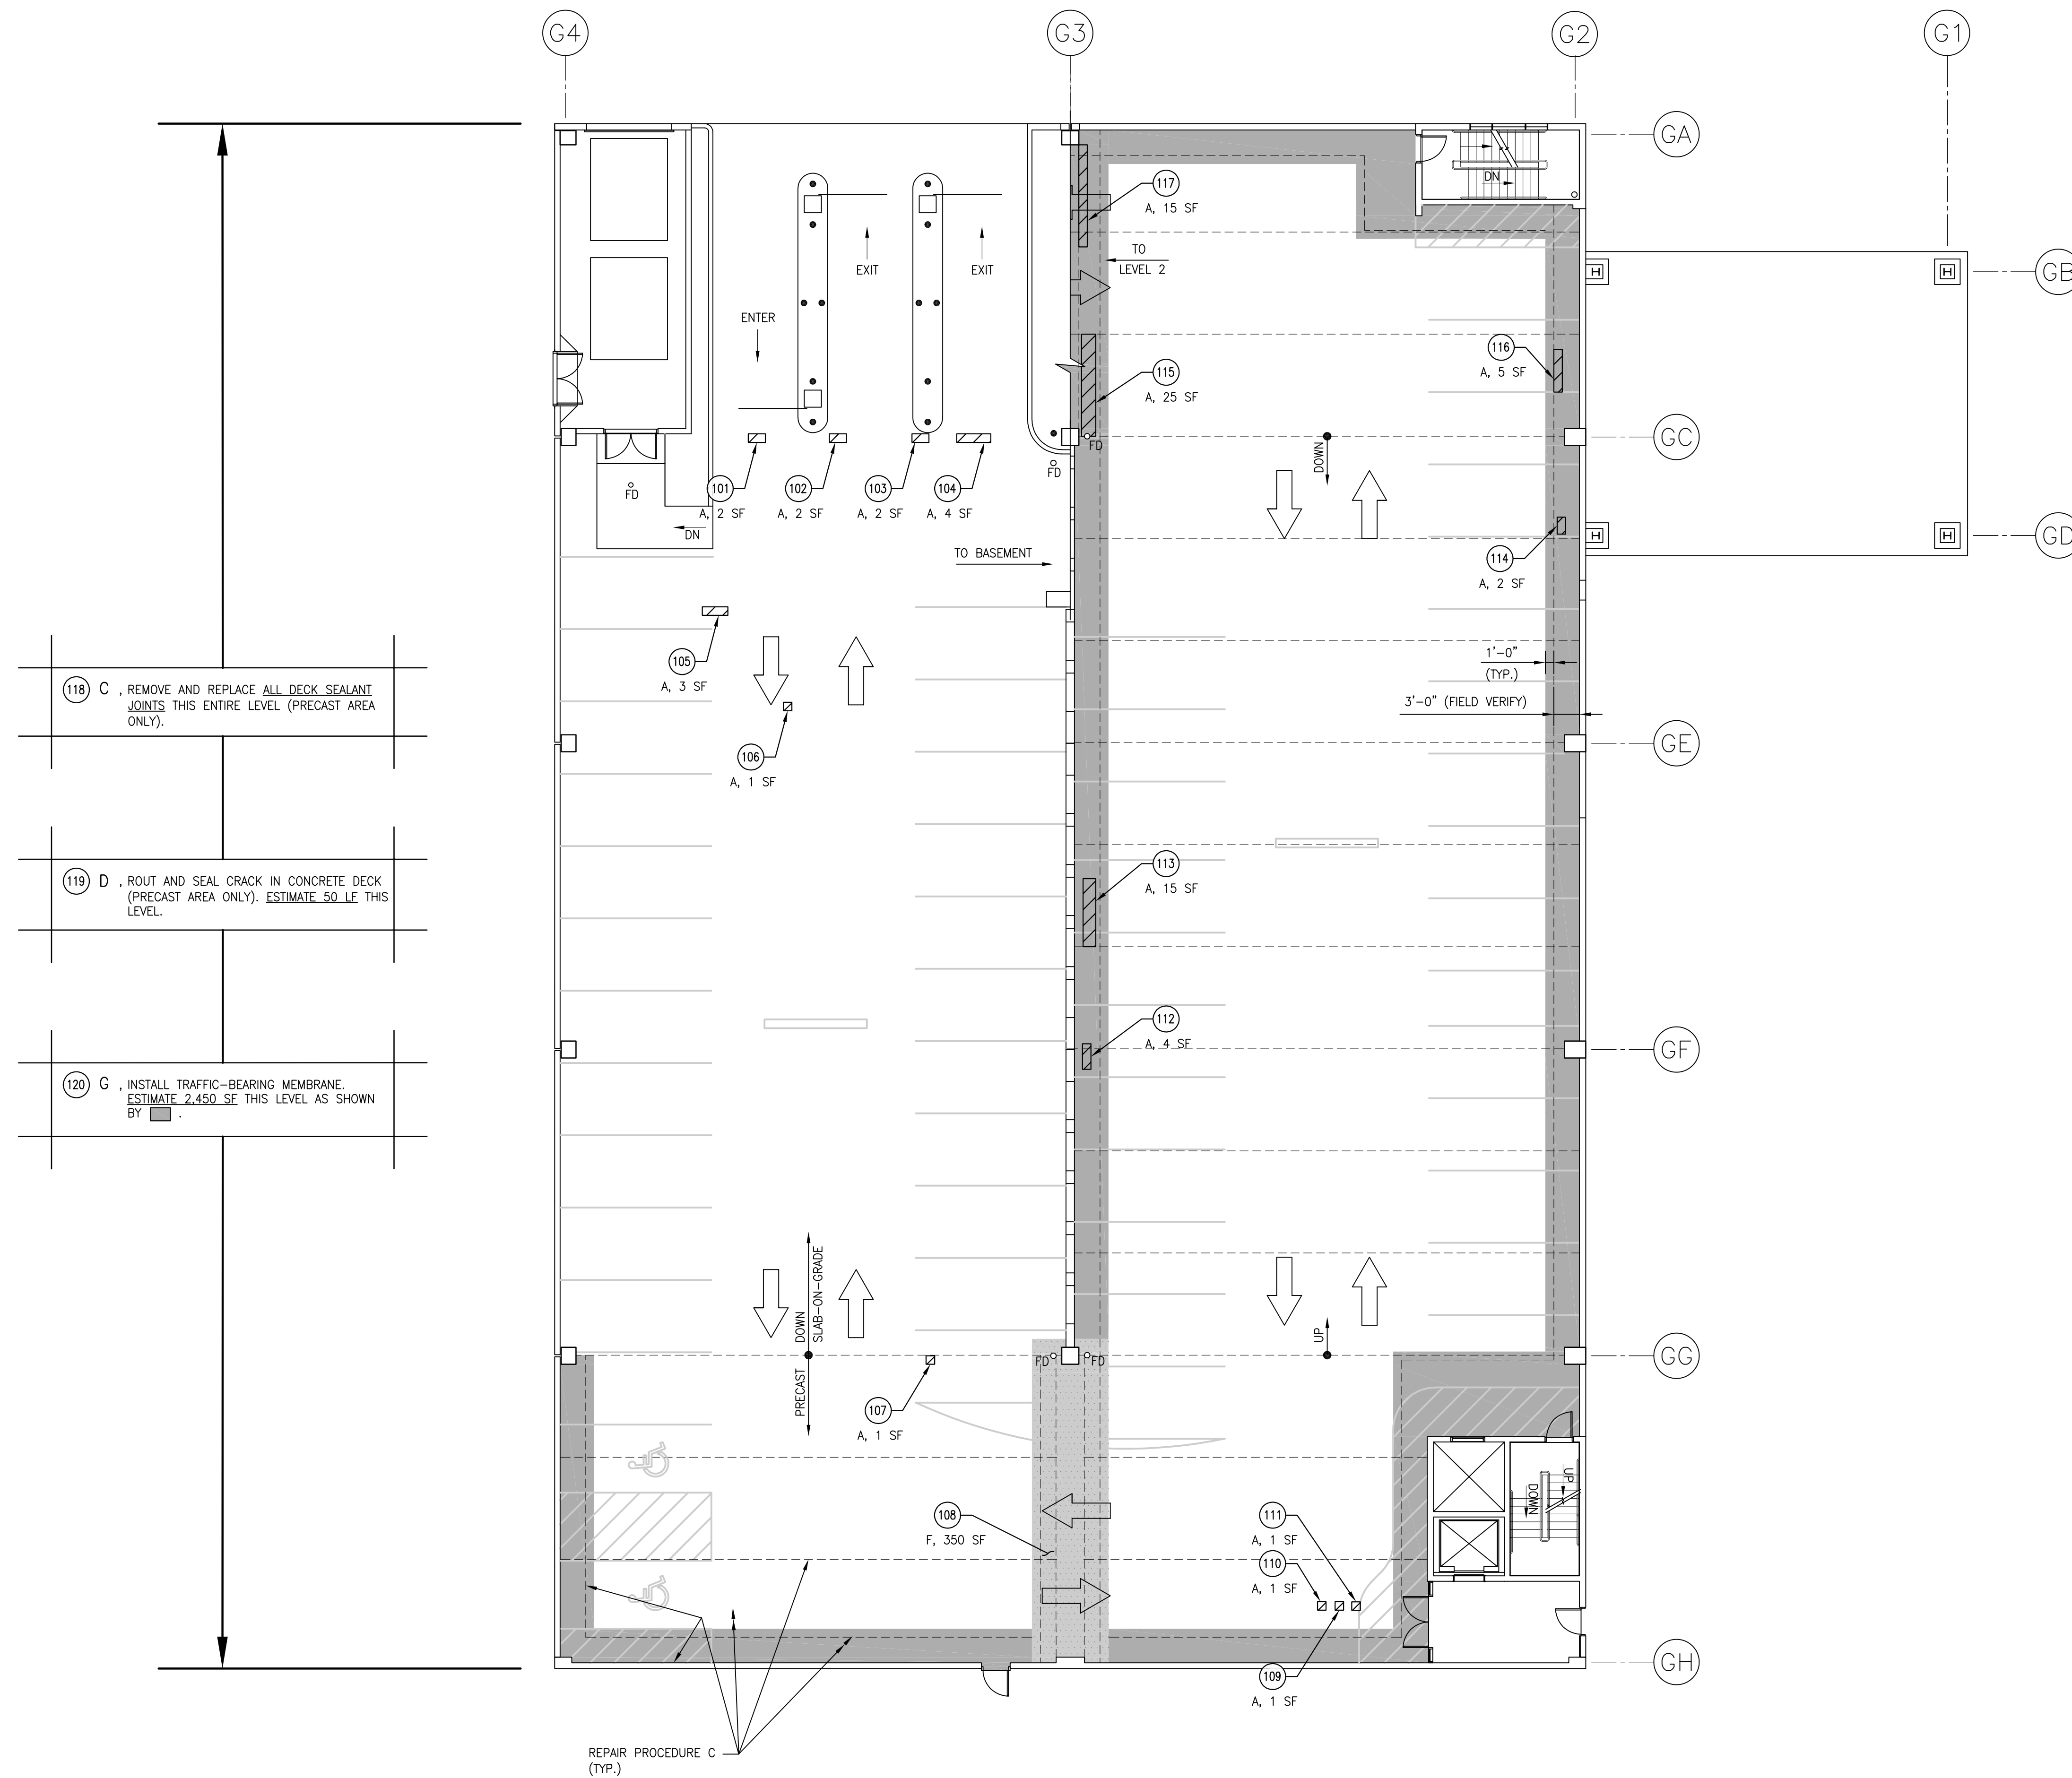 G4
G3
G2
G1
GA
GB
GC
GD
GE
GF
GG
GH
117
A, 15 SF
DN
TO
LEVEL 2
EXIT
EXIT
ENTER
116
A, 5 SF
115
A, 25 SF
FD
FD
FD
DOWN
101
A, 2 SF
102
A, 2 SF
103
A, 2 SF
104
A, 4 SF
DN
TO BASEMENT
114
A, 2 SF
105
A, 3 SF
1'-0"
(TYP.)
3'-0" (FIELD VERIFY)
106
A, 1 SF
118 C , REMOVE AND REPLACE ALL DECK SEALANT
JOINTS THIS ENTIRE LEVEL (PRECAST AREA
ONLY).
119 D , ROUT AND SEAL CRACK IN CONCRETE DECK
(PRECAST AREA ONLY). ESTIMATE 50 LF THIS
LEVEL.
113
A, 15 SF
112
A, 4 SF
120 G , INSTALL TRAFFIC-BEARING MEMBRANE.
ESTIMATE 2,450 SF THIS LEVEL AS SHOWN
BY .
DOWN
SLAB-ON-GRADE
PRECAST
UP
FD
FD
107
A, 1 SF
UP
DOWN
108
F, 350 SF
111
A, 1 SF
110
A, 1 SF
109
A, 1 SF
REPAIR PROCEDURE C
(TYP.)